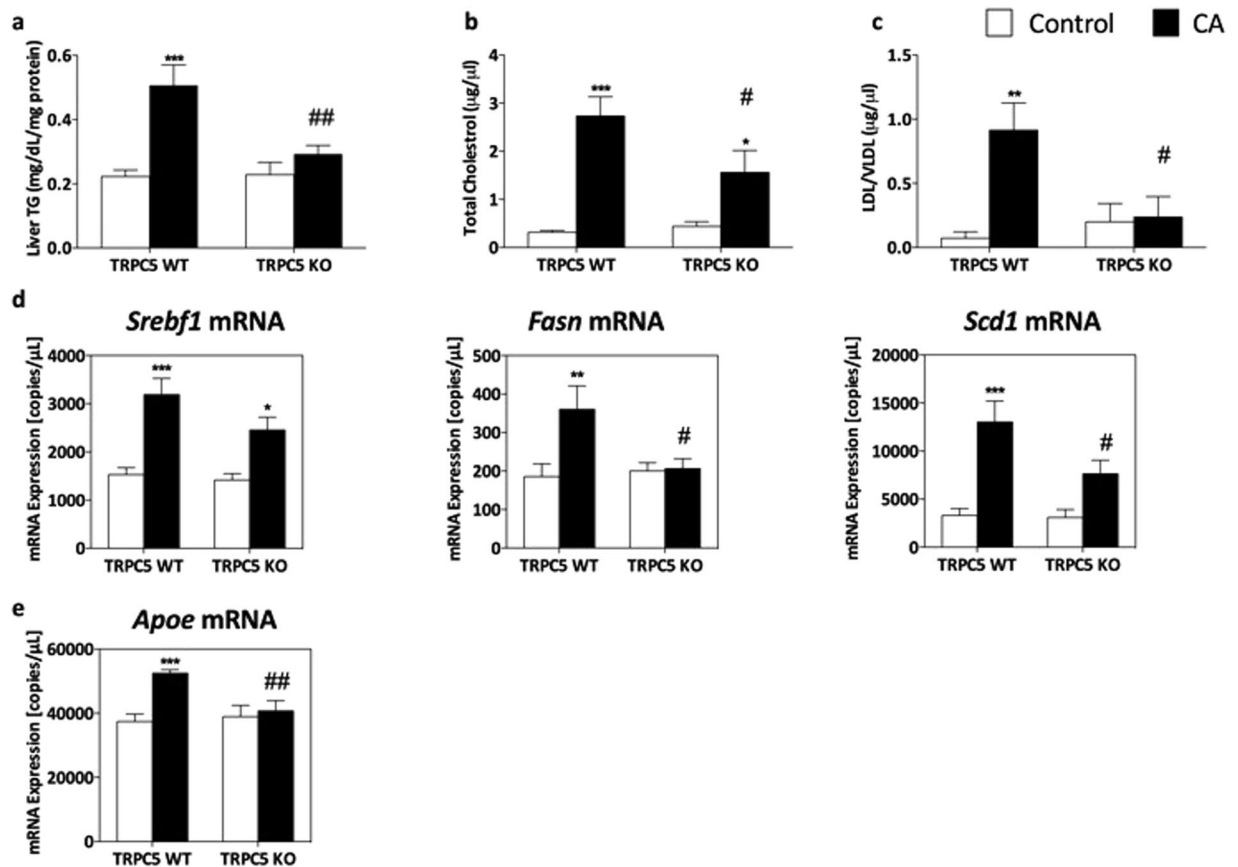 a
b
c
Control
CA
Liver TG (mg/dL/mg protein)
0.6
0.4
0.2
0.0
***
##
TRPC5 WT
TRPC5 KO
Total Cholestrol (μg/μl)
4
3
2
1
0
***
#
*
TRPC5 WT
TRPC5 KO
LDL/VLDL (μg/μl)
1.5
1.0
0.5
0.0
**
#
TRPC5 WT
TRPC5 KO
d
Srebf1 mRNA
mRNA Expression [copies/μL]
4000
3000
2000
1000
0
***
*
TRPC5 WT
TRPC5 KO
Fasn mRNA
mRNA Expression [copies/μL]
500
400
300
200
100
0
**
#
TRPC5 WT
TRPC5 KO
Scd1 mRNA
mRNA Expression [copies/μL]
20000
15000
10000
5000
0
***
#
TRPC5 WT
TRPC5 KO
e
Apoe mRNA
mRNA Expression [copies/μL]
60000
40000
20000
0
***
##
TRPC5 WT
TRPC5 KO